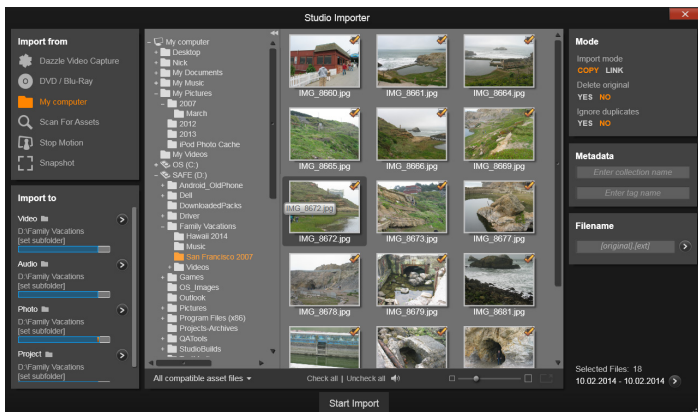 Studio Importer
Import from
Dazzle Video Capture
DVD / Blu-Ray
My computer
Scan For Assets
Stop Motion
Snapshot
Import to
Video
D:\Family Vacations
[set subfolder]
Audio
D:\Family Vacations
[set subfolder]
Photo
D:\Family Vacations
[set subfolder]
Project
D:\Family Vacations
[set subfolder]
My computer
Desktop
Nick
My Documents
My Music
My Pictures
2007
March
2012
2013
iPod Photo Cache
My Videos
OS (C:)
SAFE (D:)
Android_OldPhone
Dell
DownloadedPacks
Driver
Family Vacations
Hawaii 2014
Music
San Francisco 2007
Videos
Games
OS_Images
Outlook
Pictures
Program Files (x86)
Projects-Archives
QATools
StudioBuilds
All compatible asset files
IMG_8660.jpg IMG_8661.jpg IMG_8664.jpg
IMG_8665.jpg IMG_8666.jpg IMG_8669.jpg
IMG_8672.jpg
IMG_8672.jpg IMG_8673.jpg IMG_8677.jpg
IMG_8678.jpg IMG_8679.jpg IMG_8681.jpg
Check all | Uncheck all
Mode
Import mode
COPY LINK
Delete original
YES NO
Ignore duplicates
YES NO
Metadata
Enter collection name
Enter tag name
Filename
[original].[ext]
Selected Files: 18
10.02.2014 - 10.02.2014
Start Import